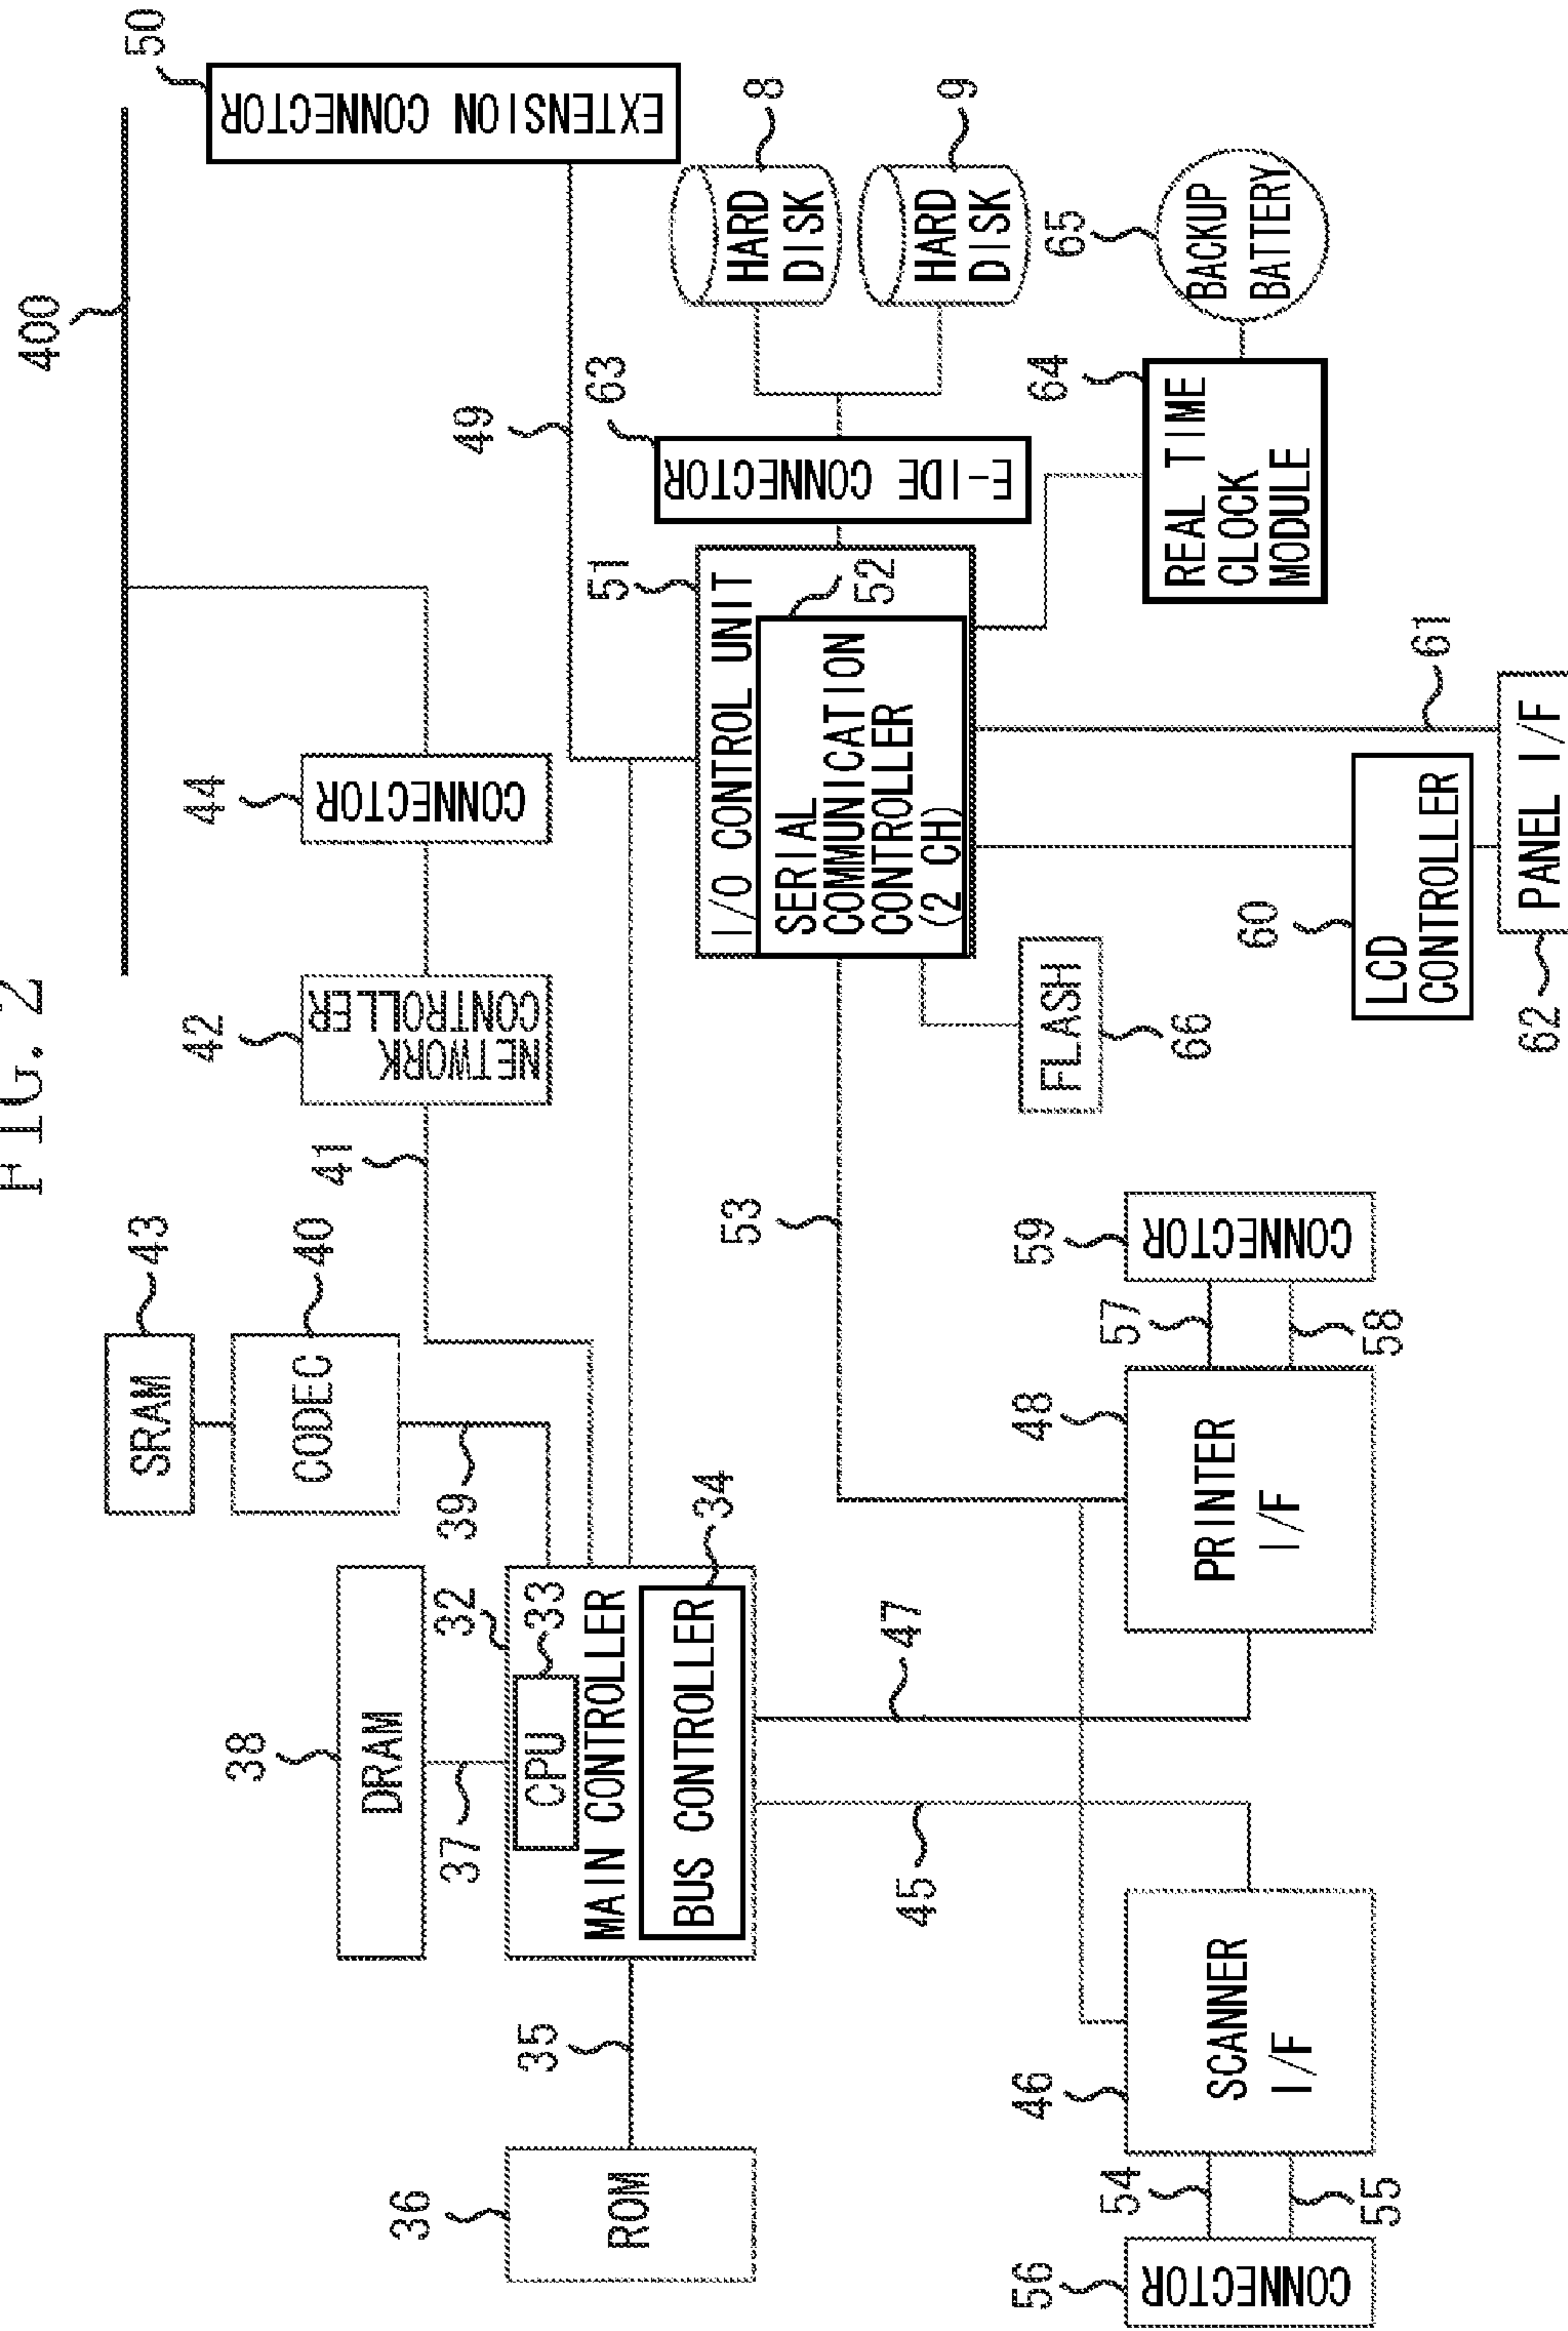 FIG. 2
400
50
EXTENSION CONNECTOR
43
SRAM
40
CODEC
39
41
42
NETWORK
CONTROLLER
44
CONNECTOR
49
38
DRAM
37
32
33
CPU
MAIN CONTROLLER
34
BUS CONTROLLER
36
ROM
35
51
I/O CONTROL UNIT
52
SERIAL
COMMUNICATION
CONTROLLER
(2 CH)
63
E-IDE CONNECTOR
8
HARD
DISK
9
HARD
DISK
65
BACKUP
BATTERY
64
REAL TIME
CLOCK
MODULE
53
47
45
66
FLASH
61
60
LCD
CONTROLLER
62
PANEL I/F
56
CONNECTOR
54
55
46
SCANNER
I/F
48
PRINTER
I/F
57
58
59
CONNECTOR